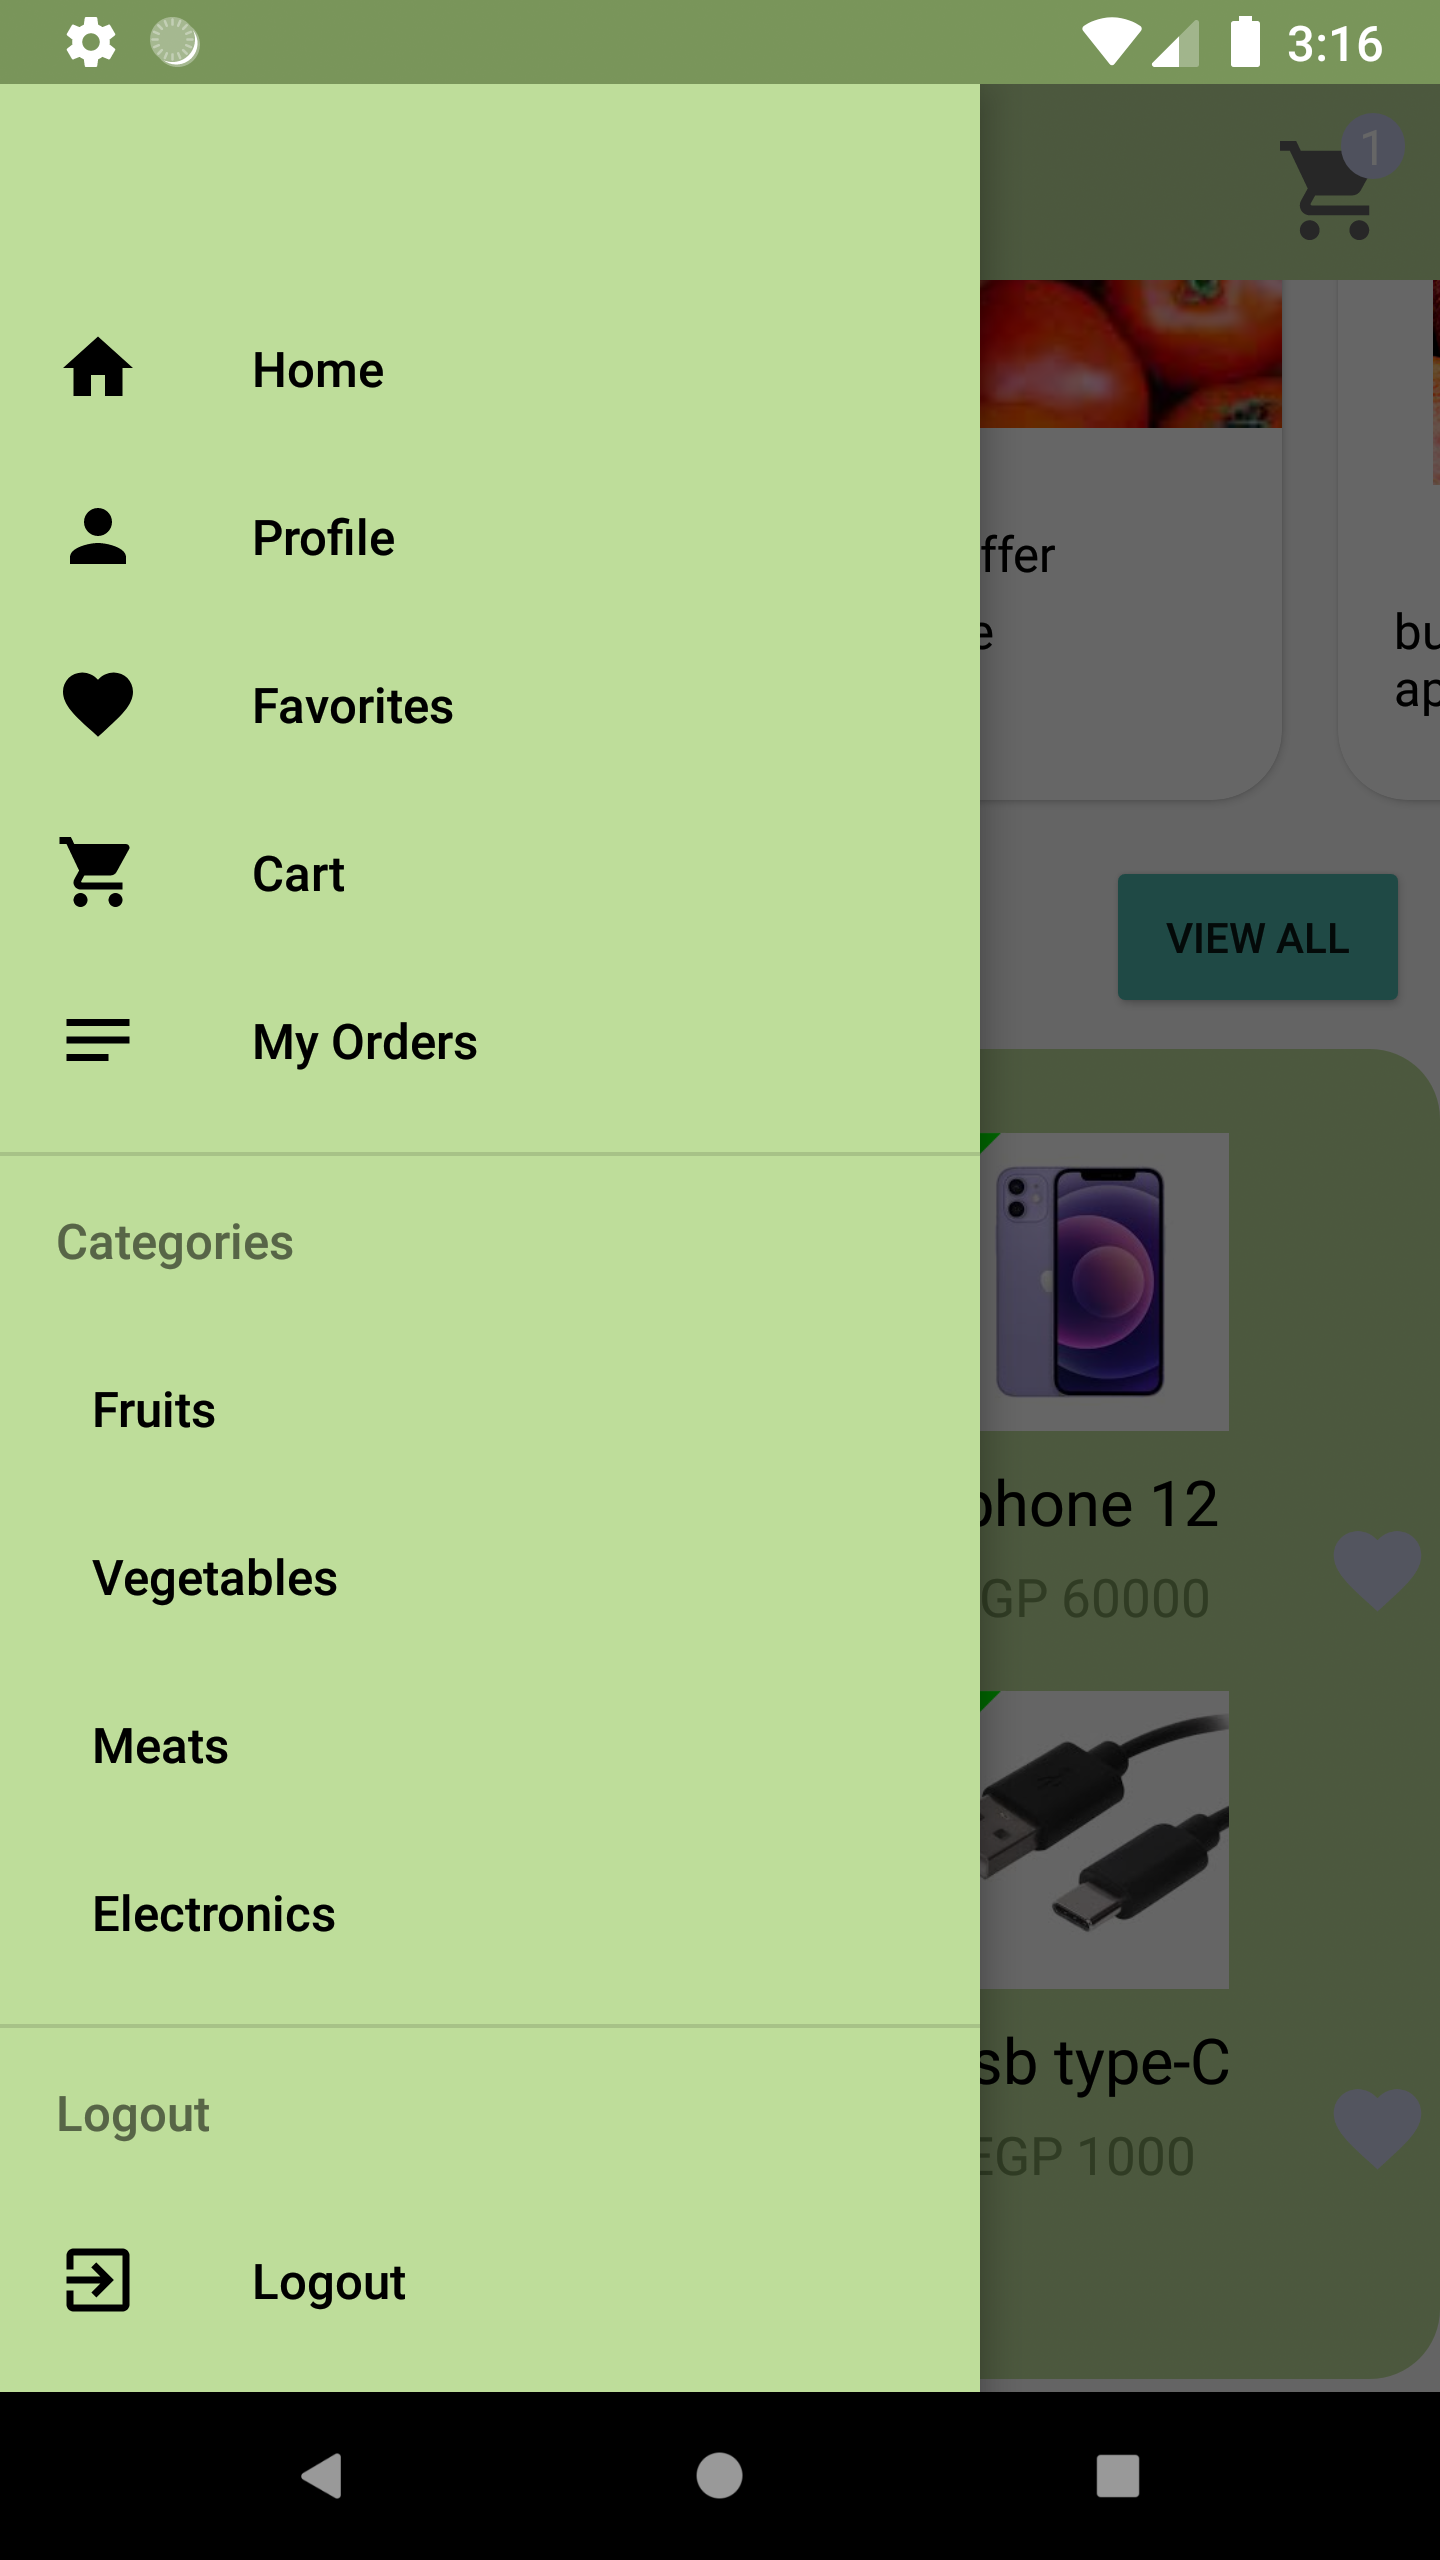 3:16
1
Home
Profile
Favorites
Cart
My Orders
Categories
Fruits
Vegetables
Meats
Electronics
Logout
Logout
ffer
e
bu
ap
VIEW ALL
phone 12
GP 60000
sb type-C
EGP 1000